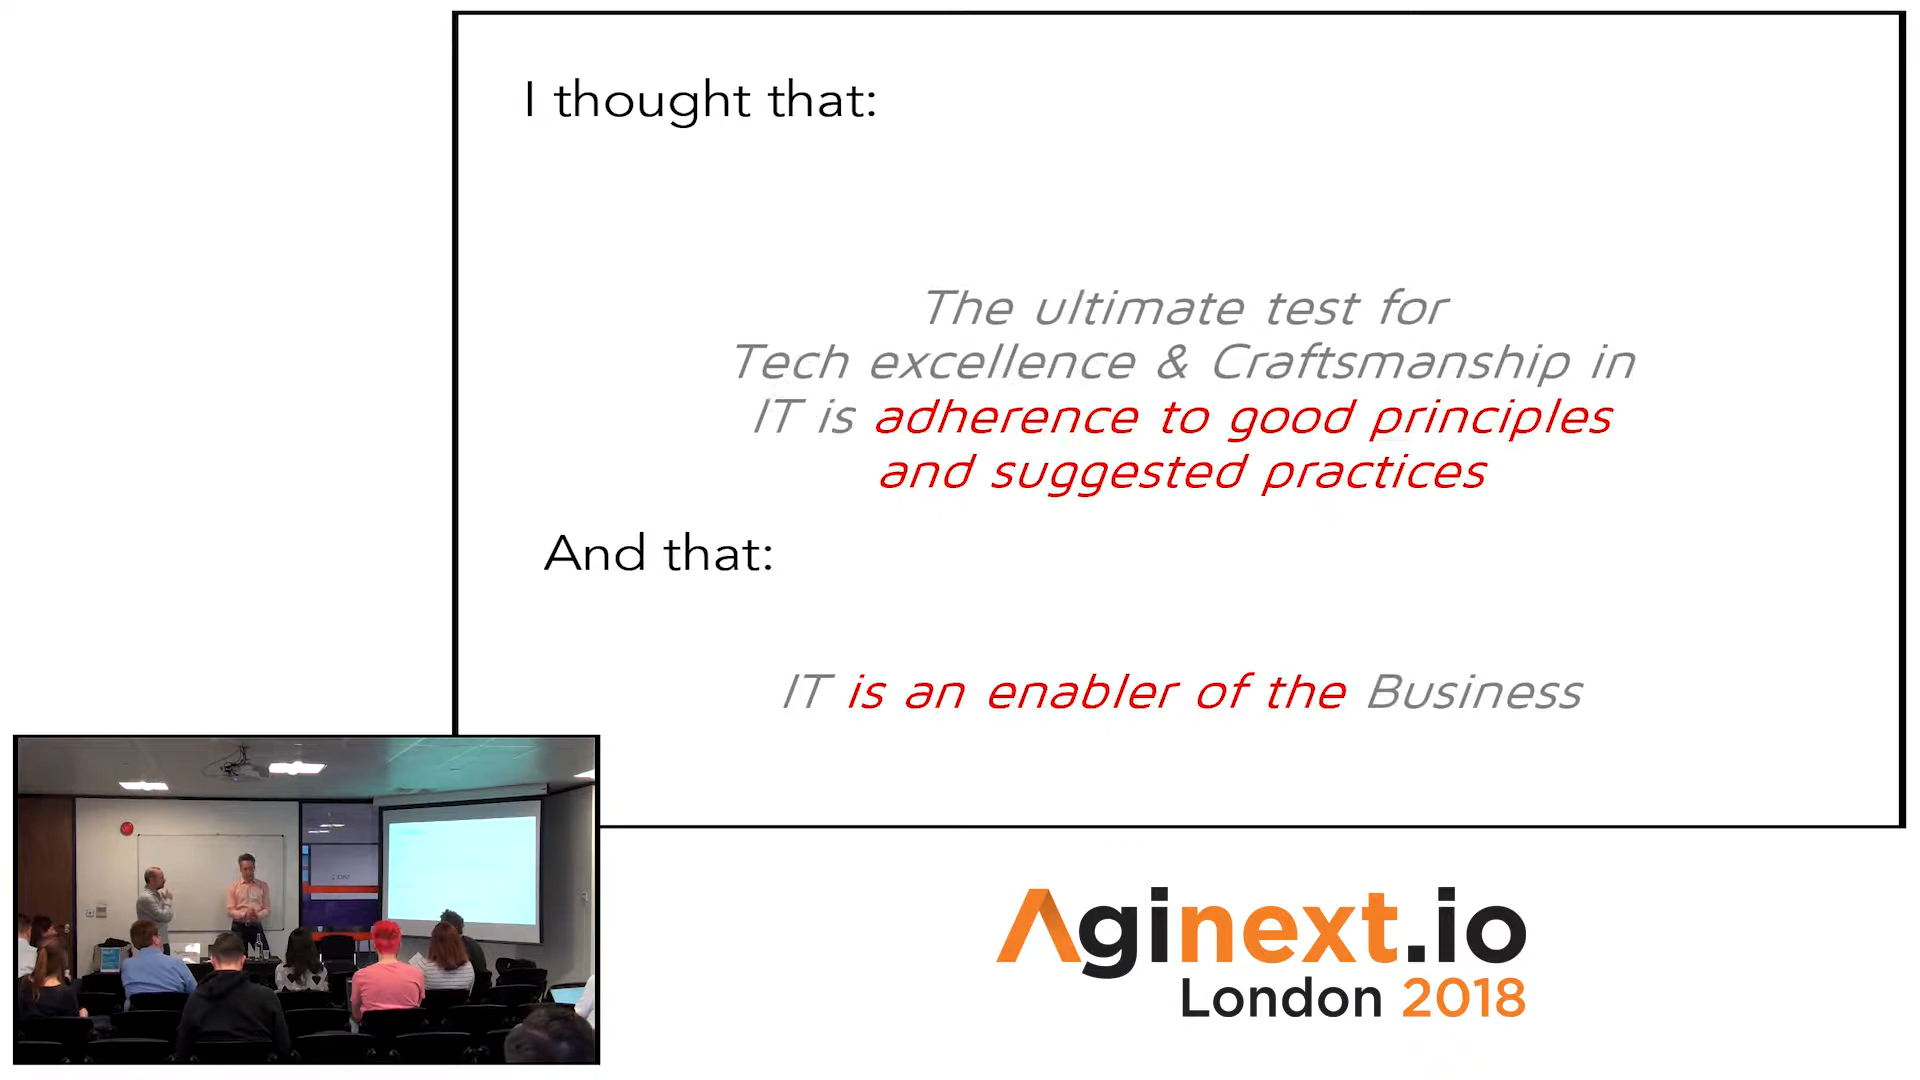 I thought that:
The ultimate test for
Tech excellence & Craftsmanship in
IT is adherence to good principles
and suggested practices
And that:
IT is an enabler of the Business
Aginext.io
London 2018